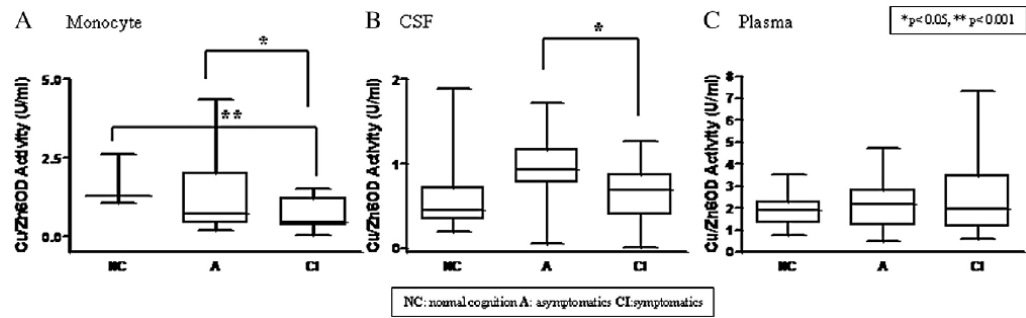 A Monocyte
*
**
Cu/ZnSOD Activity (U/ml)
5.0
2.5
0.0
NC A CI
B CSF
*
Cu/ZnSOD Activity (U/ml)
2
1
0
NC A CI
C Plasma
*p<0.05, ** p<0.001
Cu/ZnSOD Activity (U/ml)
8
7
6
5
4
3
2
1
0
NC A CI
NC: normal cognition A: asymptomatics CI:symptomatics